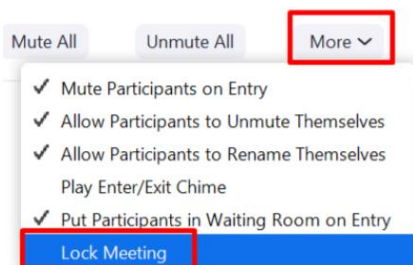 Mute All Unmute All More
Mute Participants on Entry
Allow Participants to Unmute Themselves
Allow Participants to Rename Themselves
Play Enter/Exit Chime
Put Participants in Waiting Room on Entry
Lock Meeting